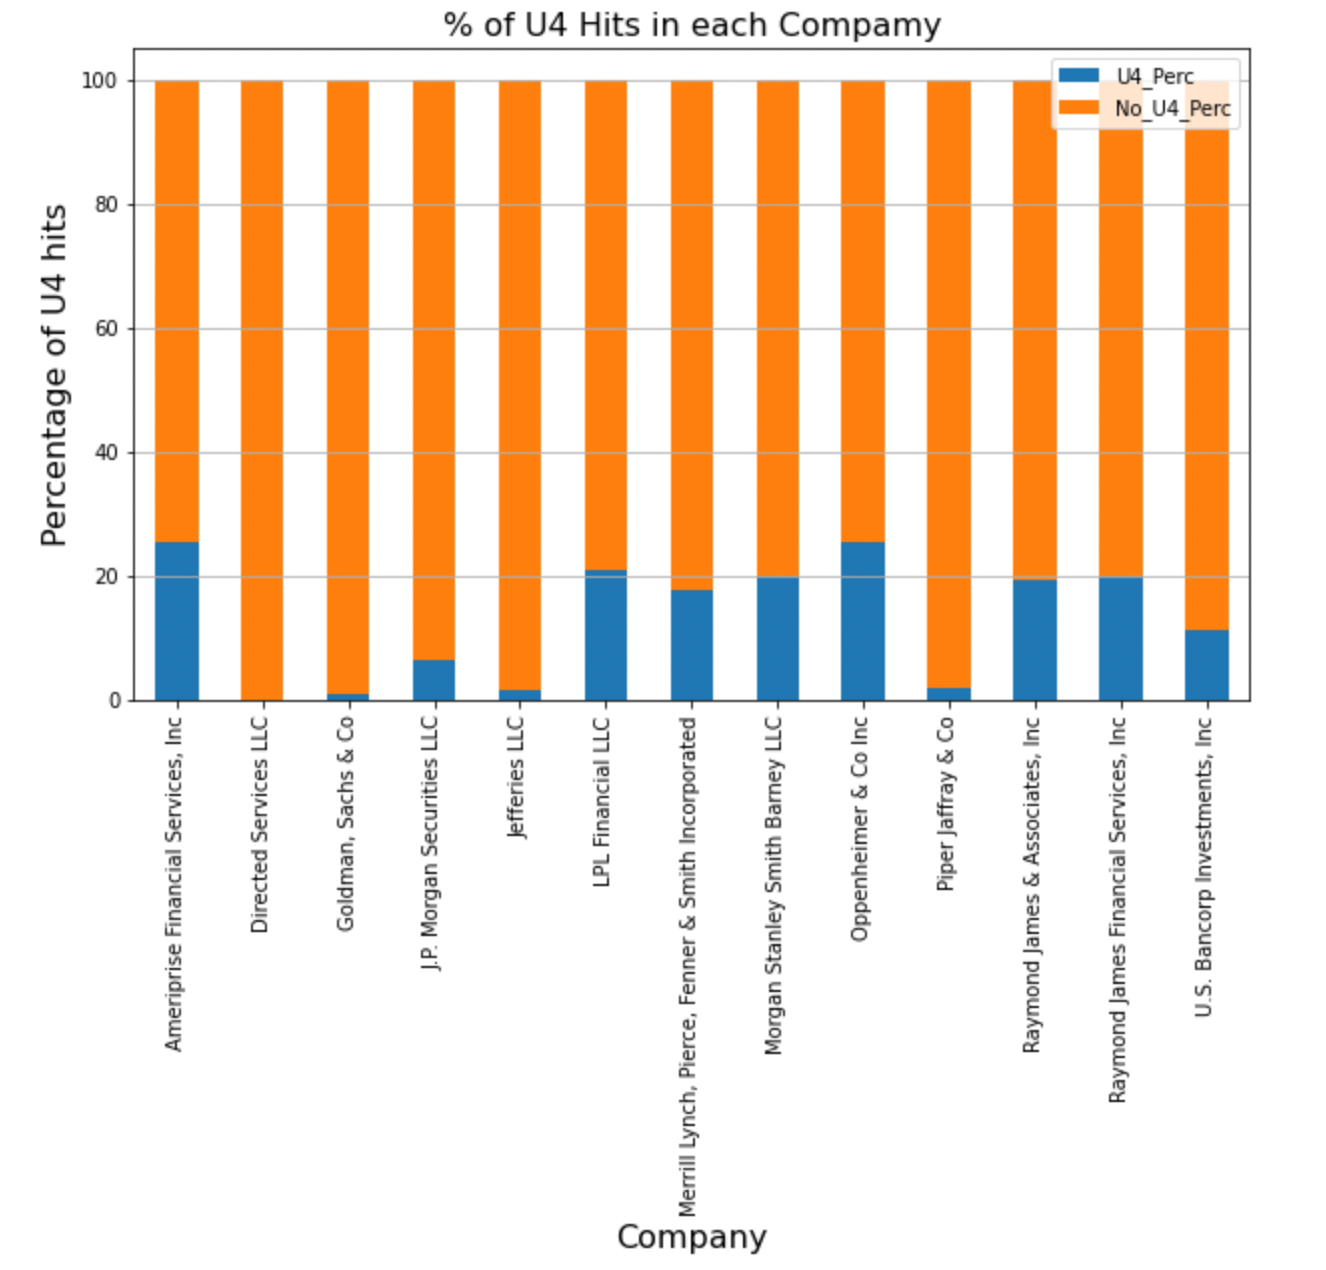 % of U4 Hits in each Compamy
U4_Perc
No_U4_Perc
Percentage of U4 hits
100
80
60
40
20
0
Ameriprise Financial Services, Inc
Directed Services LLC
Goldman, Sachs & Co
J.P. Morgan Securities LLC
Jefferies LLC
LPL Financial LLC
Merrill Lynch, Pierce, Fenner & Smith Incorporated
Morgan Stanley Smith Barney LLC
Oppenheimer & Co Inc
Piper Jaffray & Co
Raymond James & Associates, Inc
Raymond James Financial Services, Inc
U.S. Bancorp Investments, Inc
Company